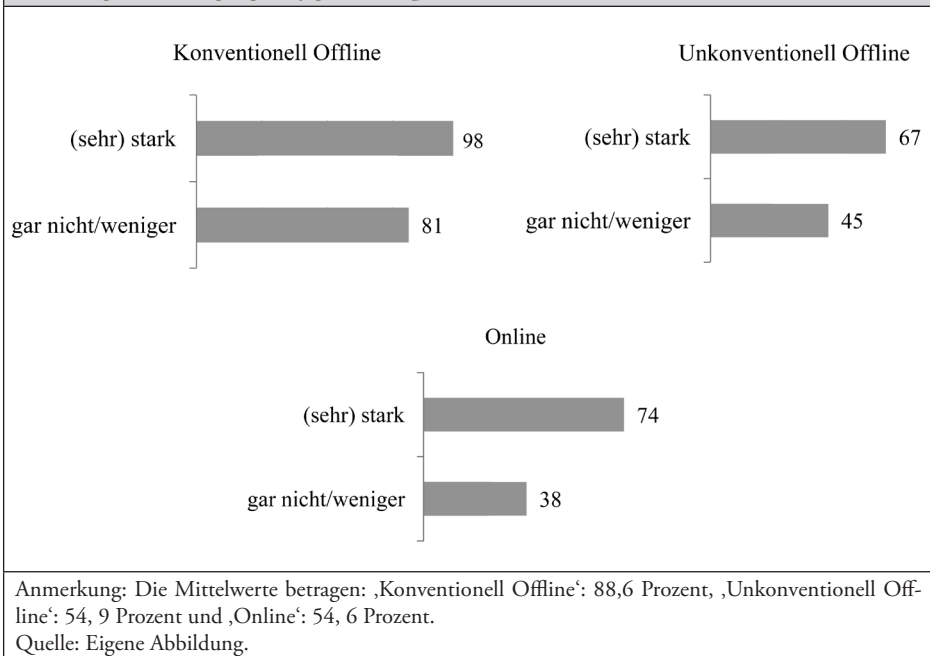 Konventionell Offline
(sehr) stark 98
gar nicht/weniger 81
Unkonventionell Offline
(sehr) stark 67
gar nicht/weniger 45
Online
(sehr) stark 74
gar nicht/weniger 38
Anmerkung: Die Mittelwerte betragen: ‚Konventionell Offline‘: 88,6 Prozent, ‚Unkonventionell Off-
line‘: 54, 9 Prozent und ‚Online‘: 54, 6 Prozent.
Quelle: Eigene Abbildung.